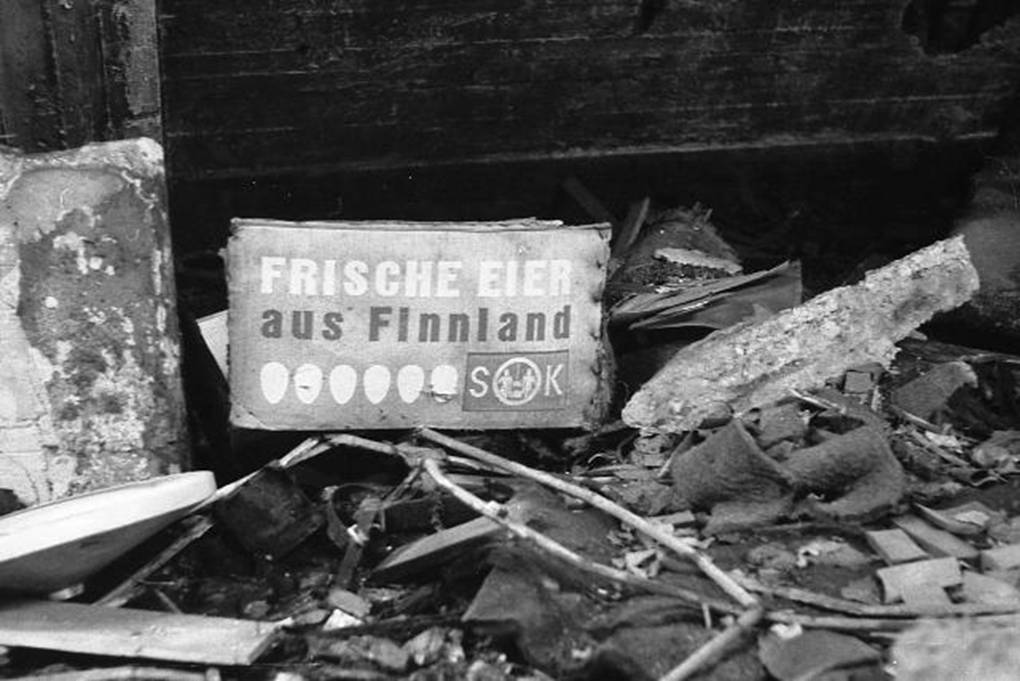 FRISCHE EIER
aus Finnland
SOK